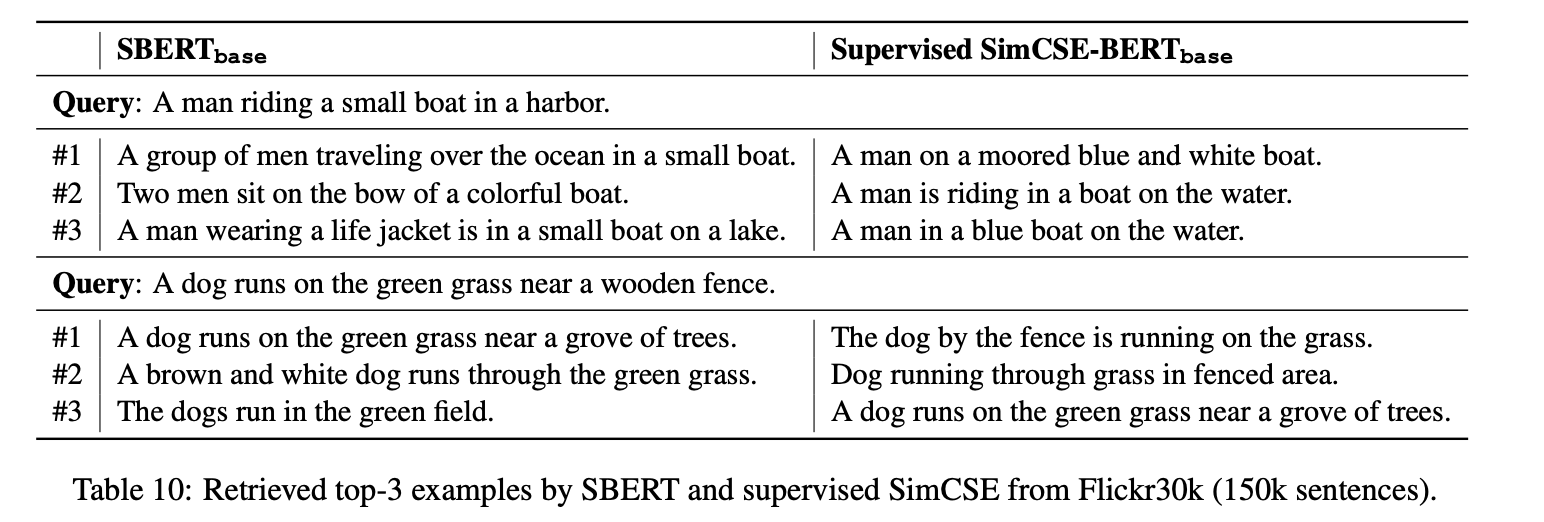 SBERTbase Supervised SimCSE-BERTbase
Query: A man riding a small boat in a harbor.
#1 A group of men traveling over the ocean in a small boat. A man on a moored blue and white boat.
#2 Two men sit on the bow of a colorful boat. A man is riding in a boat on the water.
#3 A man wearing a life jacket is in a small boat on a lake. A man in a blue boat on the water.
Query: A dog runs on the green grass near a wooden fence.
#1 A dog runs on the green grass near a grove of trees. The dog by the fence is running on the grass.
#2 A brown and white dog runs through the green grass. Dog running through grass in fenced area.
#3 The dogs run in the green field. A dog runs on the green grass near a grove of trees.
Table 10: Retrieved top-3 examples by SBERT and supervised SimCSE from Flickr30k (150k sentences).